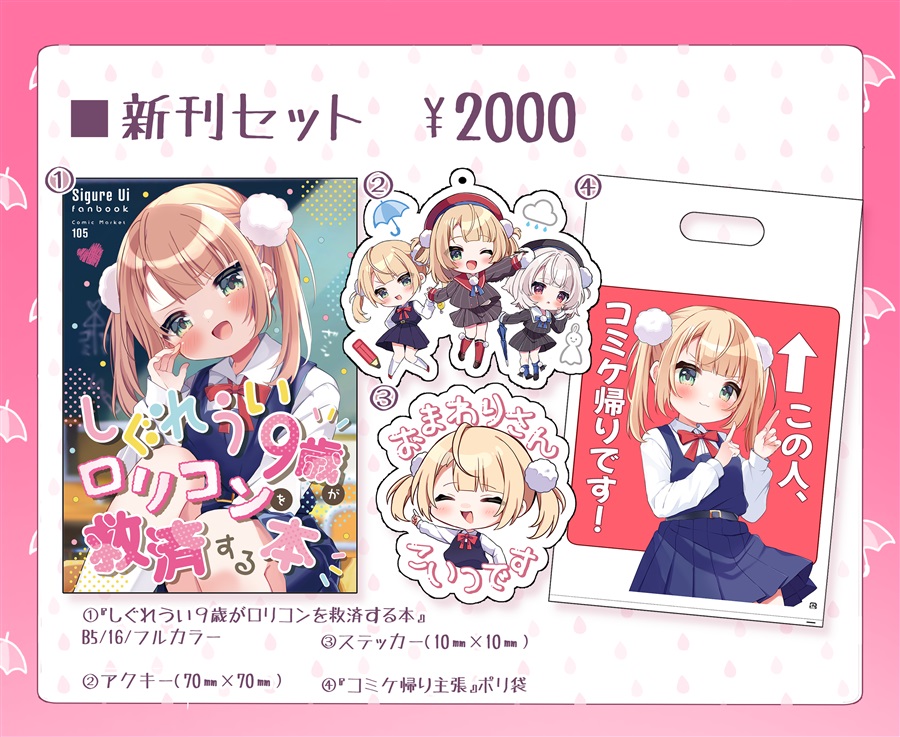 ■新刊セット ¥2000
①
Sigure Ui
fanbook
Comic Market
105
しぐれうい9歳が
ロリコンを
救済する本
②
③
おまわりさん
こいつです
④
↑この人、
コミケ帰りです!
①『しぐれうい9歳がロリコンを救済する本』
B5/16/フルカラー
③ステッカー(10㎜×10㎜)
②アクキー(70㎜×70㎜)
④『コミケ帰り主張』ポリ袋